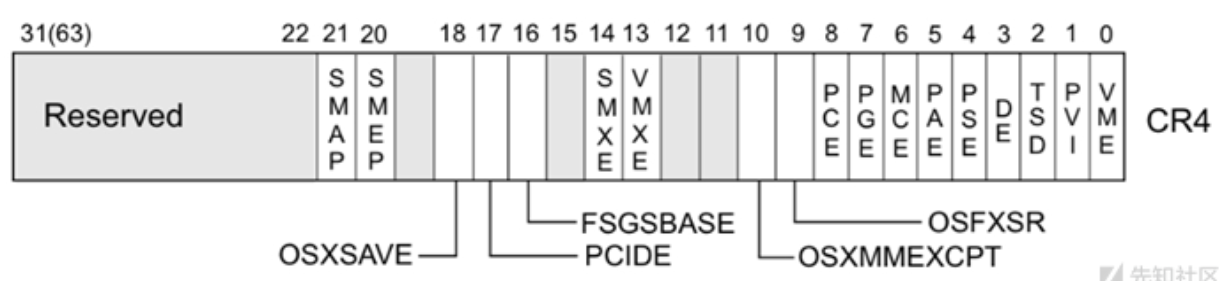 31(63) 22 21 20 18 17 16 15 14 13 12 11 10 9 8 7 6 5 4 3 2 1 0
Reserved SMAP SMEP SMXE VMXE PCE PGE MCE PAE PSE DE TSD PVI VME CR4
FSGSBASE OSFXSR
OSXSAVE PCIDE OSXMMEXCPT
先知社区